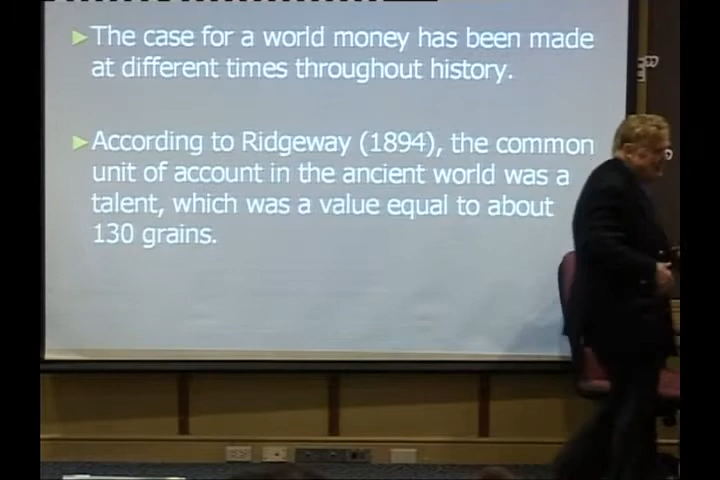 ▶The case for a world money has been made
at different times throughout history.
▶According to Ridgeway (1894), the common
unit of account in the ancient world was a
talent, which was a value equal to about
130 grains.